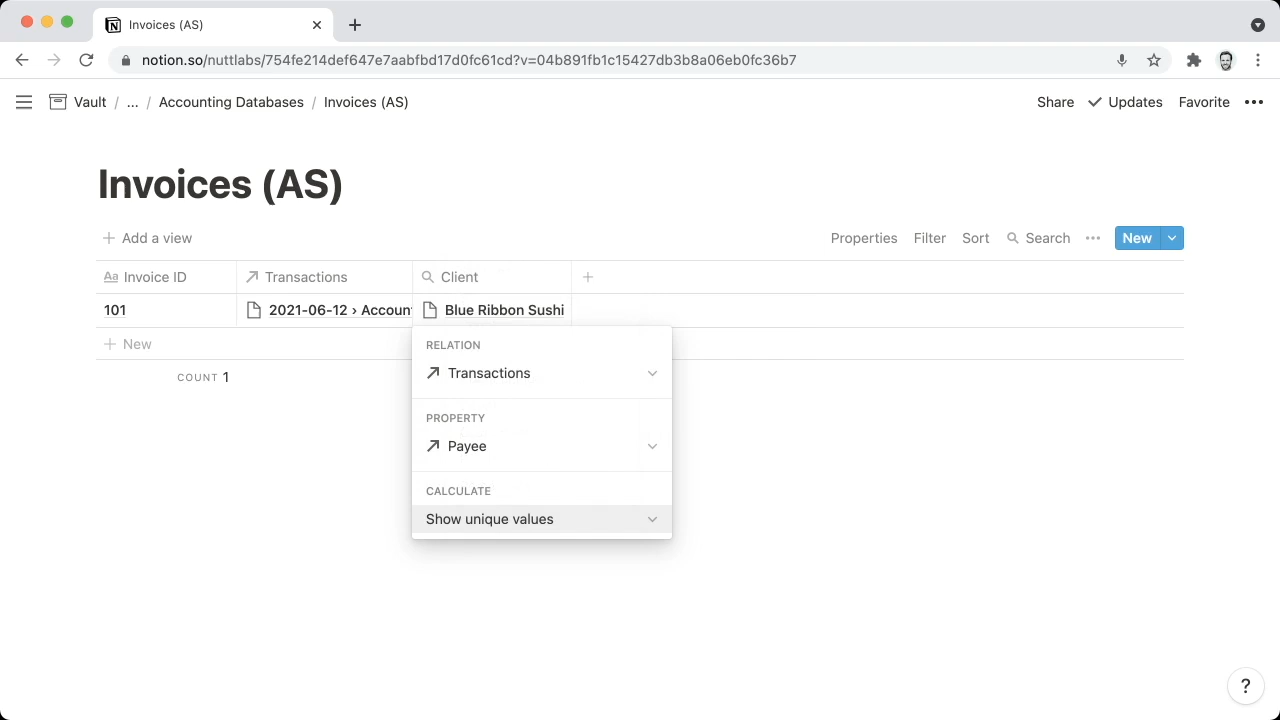 Invoices (AS)
notion.so/nuttlabs/754fe214def647e7aabfbd17d0fc61cd?v=04b891fb1c15427db3b8a06eb0fc36b7
Vault / ... / Accounting Databases / Invoices (AS)
Share Updates Favorite
Invoices (AS)
Add a view
Properties Filter Sort Search New
Aa Invoice ID Transactions Client
101 2021-06-12 › Accoun Blue Ribbon Sushi
New
COUNT 1
RELATION
Transactions
PROPERTY
Payee
CALCULATE
Show unique values
?